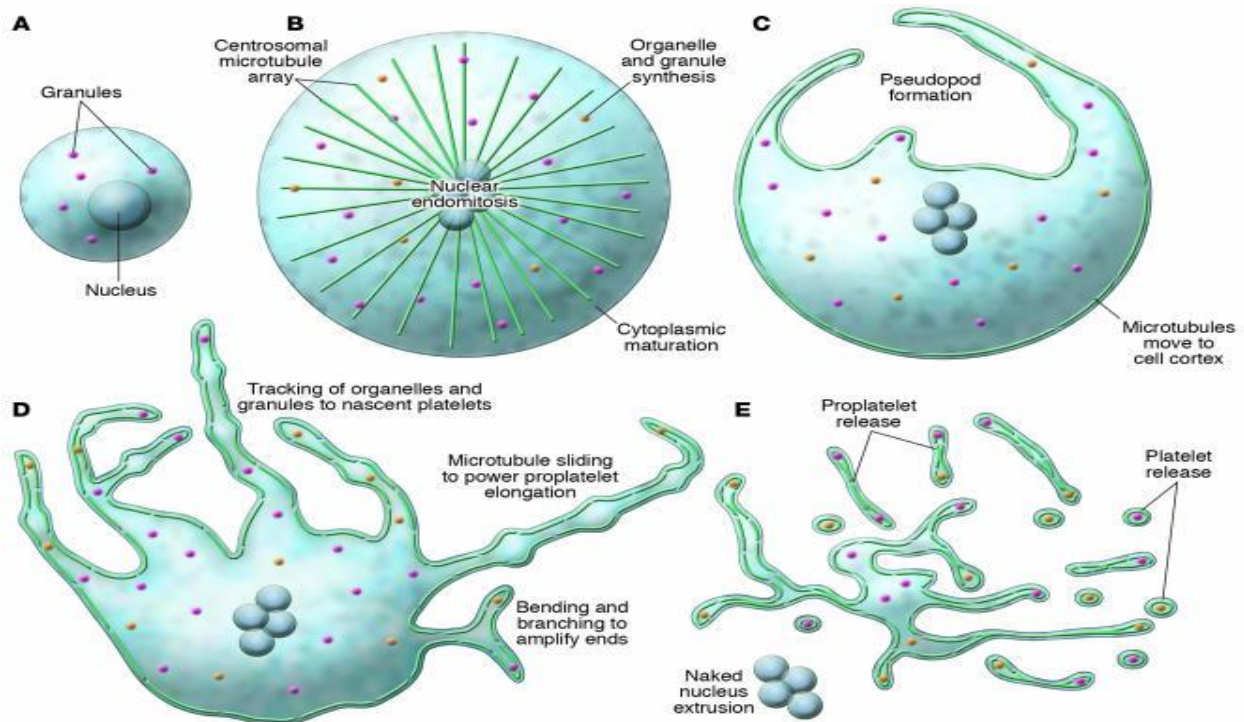 A
Granules
Nucleus
B
Centrosomal
microtubule
array
Organelle
and granule
synthesis
Nuclear
endomitosis
Cytoplasmic
maturation
C
Pseudopod
formation
Microtubules
move to
cell cortex
D
Tracking of organelles and
granules to nascent platelets
Microtubule sliding
to power proplatelet
elongation
Bending and
branching to
amplify ends
E
Proplatelet
release
Platelet
release
Naked
nucleus
extrusion